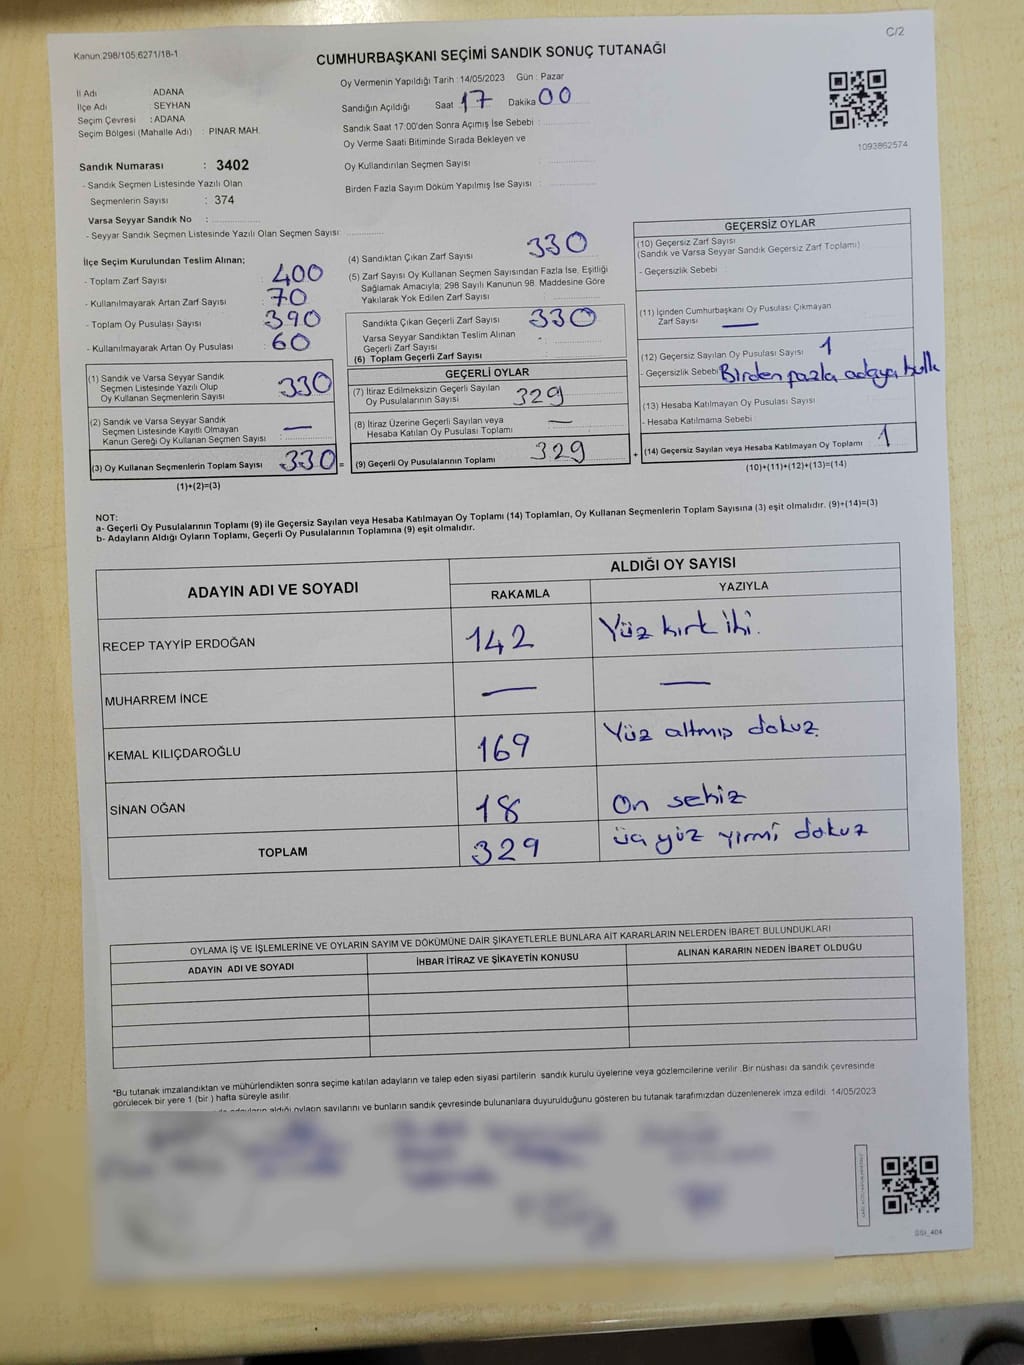 Kanun:298/105;6271/18-1
C/2
CUMHURBAŞKANI SEÇİMİ SANDIK SONUÇ TUTANAĞI
İl Adı ADANA
İlçe Adı : SEYHAN
Seçim Çevresi : ADANA
Seçim Bölgesi (Mahalle Adı) : PINAR MAH.
Sandık Numarası : 3402
- Sandık Seçmen Listesinde Yazılı Olan
Seçmenlerin Sayısı : 374
Varsa Seyyar Sandık No :
- Seyyar Sandık Seçmen Listesinde Yazılı Olan Seçmen Sayısı
Oy Vermenin Yapıldığı Tarih : 14/05/2023 Gün : Pazar
Sandığın Açıldığı Saat 17 Dakika 00
Sandık Saat 17:00'den Sonra Açımış İse Sebebi :
Oy Verme Saati Bitiminde Sırada Bekleyen ve
Oy Kullandırılan Seçmen Sayısı :
Birden Fazla Sayım Döküm Yapılmış İse Sayısı :
1093862574
İlçe Seçim Kurulundan Teslim Alınan;
- Toplam Zarf Sayısı : 400
- Kullanılmayarak Artan Zarf Sayısı : 70
- Toplam Oy Pusulası Sayısı : 390
- Kullanılmayarak Artan Oy Pusulası : 60
(1) Sandık ve Varsa Seyyar Sandık
Seçmen Listesinde Yazılı Olup
Oy Kullanan Seçmenlerin Sayısı : 330
(2) Sandık ve Varsa Seyyar Sandık
Seçmen Listesinde Kayıtlı Olmayan
Kanun Gereği Oy Kullanan Seçmen Sayısı : —
(3) Oy Kullanan Seçmenlerin Toplam Sayısı 330 =
(1)+(2)=(3)
(4) Sandıktan Çıkan Zarf Sayısı 330
(5) Zarf Sayısı Oy Kullanan Seçmen Sayısından Fazla İse, Eşitliği
Sağlamak Amacıyla; 298 Sayılı Kanunun 98. Maddesine Göre
Yakılarak Yok Edilen Zarf Sayısı
Sandıkta Çıkan Geçerli Zarf Sayısı 330
Varsa Seyyar Sandıktan Teslim Alınan
Geçerli Zarf Sayısı
(6) Toplam Geçerli Zarf Sayısı
GEÇERLİ OYLAR
(7) İtiraz Edilmeksizin Geçerli Sayılan
Oy Pusulasının Sayısı 329
(8) İtiraz Üzerine Geçerli Sayılan veya
Hesaba Katılan Oy Pusulası Toplamı —
(9) Geçerli Oy Pusulalarının Toplamı 329 +
GEÇERSİZ OYLAR
(10) Geçersiz Zarf Sayısı
(Sandık ve Varsa Seyyar Sandık Geçersiz Zarf Toplamı)
- Geçersizlik Sebebi
(11) İçinden Cumhurbaşkanı Oy Pusulası Çıkmayan
Zarf Sayısı —
(12) Geçersiz Sayılan Oy Pusulası Sayısı 1
- Geçersizlik Sebebi Birden fazla adaya
(13) Hesaba Katılmayan Oy Pusulası Sayısı
- Hesaba Katılmama Sebebi
(14) Geçersiz Sayılan veya Hesaba Katılmayan Oy Toplamı 1
(10)+(11)+(12)+(13)=(14)
NOT:
a- Geçerli Oy Pusulalarının Toplamı (9) ile Geçersiz Sayılan veya Hesaba Katılmayan Oy Toplamı (14) Toplamları, Oy Kullanan Seçmenlerin Toplam Sayısına (3) eşit olmalıdır. (9)+(14)=(3)
b- Adayların Aldığı Oyların Toplamı, Geçerli Oy Pusulalarının Toplamına (9) eşit olmalıdır.
ADAYIN ADI VE SOYADI ALDIĞI OY SAYISI
RAKAMLA YAZIYLA
RECEP TAYYİP ERDOĞAN 142 Yüz kırk iki.
MUHARREM İNCE — —
KEMAL KILIÇDAROĞLU 169 Yüz altmış dokuz.
SİNAN OĞAN 18 On sekiz
TOPLAM 329 üç yüz yirmi dokuz
OYLAMA İŞ VE İŞLEMLERİNE VE OYLARIN SAYIM VE DÖKÜMÜNE DAİR ŞİKAYETLERLE BUNLARA AİT KARARLARIN NELERDEN İBARET BULUNDUKLARI
ADAYIN ADI VE SOYADI İHBAR İTİRAZ VE ŞİKAYETİN KONUSU ALINAN KARARIN NEDEN İBARET OLDUĞU
*Bu tutanak imzalandıktan ve mühürlendikten sonra seçime katılan adayların ve talep eden siyasi partilerin sandık kurulu üyelerine veya gözlemcilerine verilir .Bir nüshası da sandık çevresinde
görülecek bir yere 1 (bir ) hafta süreyle asılır.
aldığı oyların sayılarını ve bunların sandık çevresinde bulunanlara duyurulduğunu gösteren bu tutanak tarafımızdan düzenlenerek imza edildi. 14/05/2023
SSİ_404